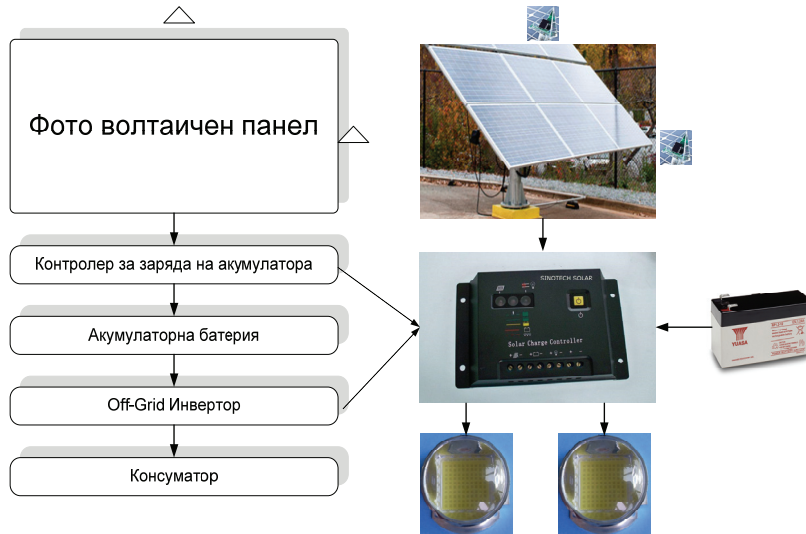 Фото волтаичен панел
Контролер за заряда на акумулатора
Акумулаторна батерия
Off-Grid Инвертор
Консуматор
SINOTECH SOLAR
Solar Charge Controller
YUASA